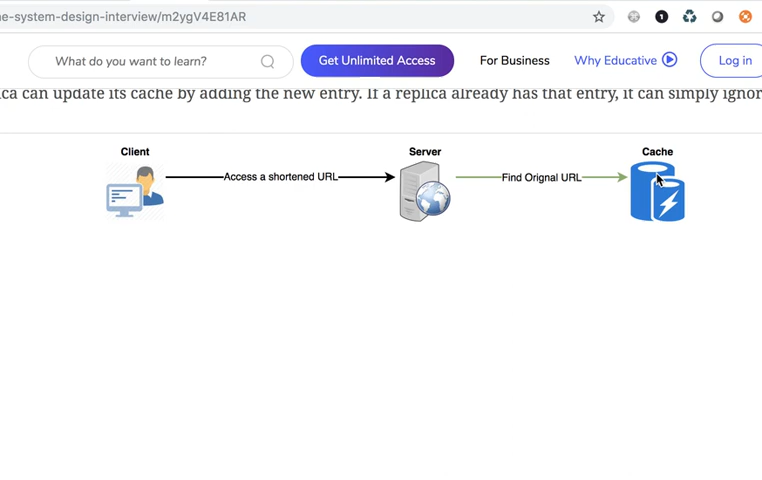 e-system-design-interview/m2ygV4E81AR
What do you want to learn?
Get Unlimited Access
For Business
Why Educative
Log in
ica can update its cache by adding the new entry. If a replica already has that entry, it can simply ignor
Client
Server
Cache
Access a shortened URL
Find Orignal URL